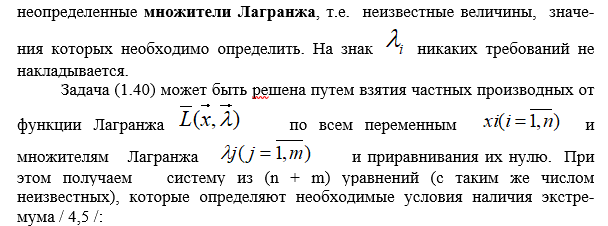 неопределенные множители Лагранжа, т.е. неизвестные величины, значе-
ния которых необходимо определить. На знак λᵢ никаких требований не
накладывается.
Задача (1.40) может быть решена путем взятия частных производных от
функции Лагранжа L̅(x⃗, λ⃗) по всем переменным xi(i = 1,n̅) и
множителям Лагранжа λj(j = 1,m̅) и приравнивания их нулю. При
этом получаем систему из (n + m) уравнений (с таким же числом
неизвестных), которые определяют необходимые условия наличия экстре-
мума / 4,5 /: